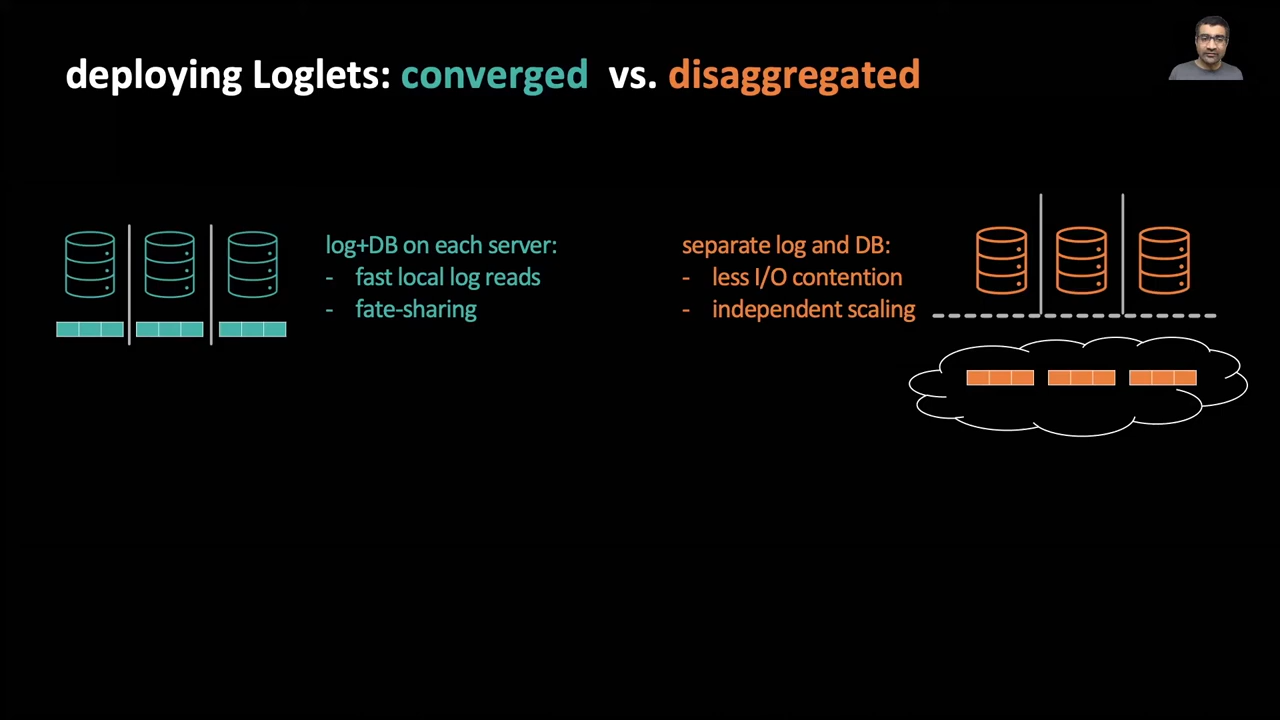 deploying Loglets: converged vs. disaggregated
log+DB on each server:
- fast local log reads
- fate-sharing
separate log and DB:
- less I/O contention
- independent scaling